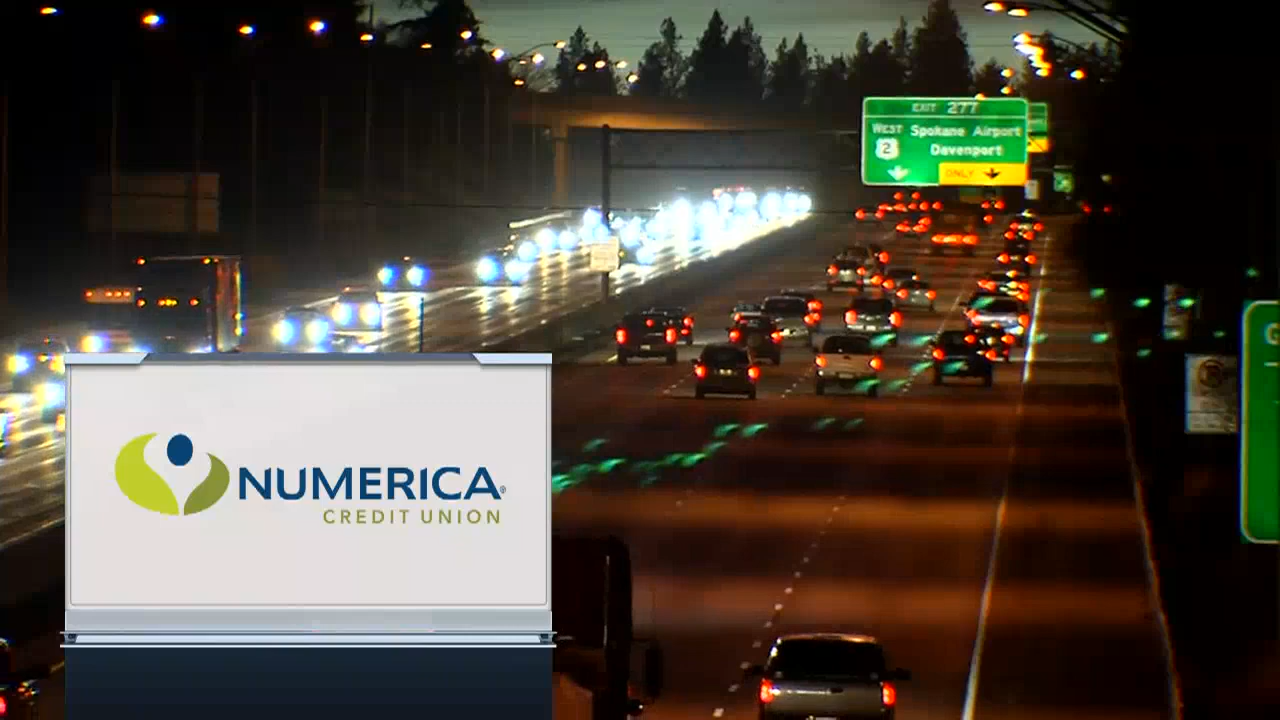 EXIT 277
WEST Spokane Airport
2 Davenport
ONLY
NUMERICA®
CREDIT UNION
G